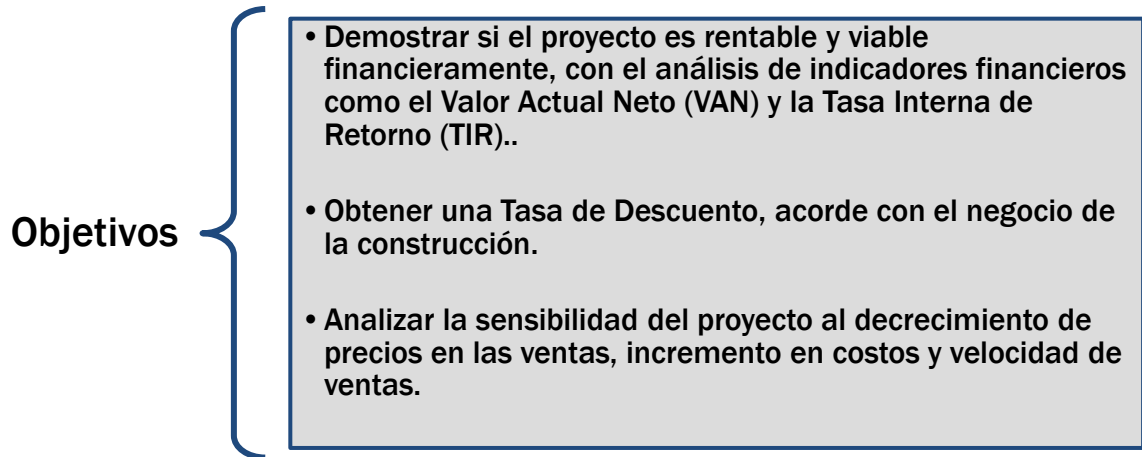 Objetivos
• Demostrar si el proyecto es rentable y viable
financieramente, con el análisis de indicadores financieros
como el Valor Actual Neto (VAN) y la Tasa Interna de
Retorno (TIR)..
• Obtener una Tasa de Descuento, acorde con el negocio de
la construcción.
• Analizar la sensibilidad del proyecto al decrecimiento de
precios en las ventas, incremento en costos y velocidad de
ventas.